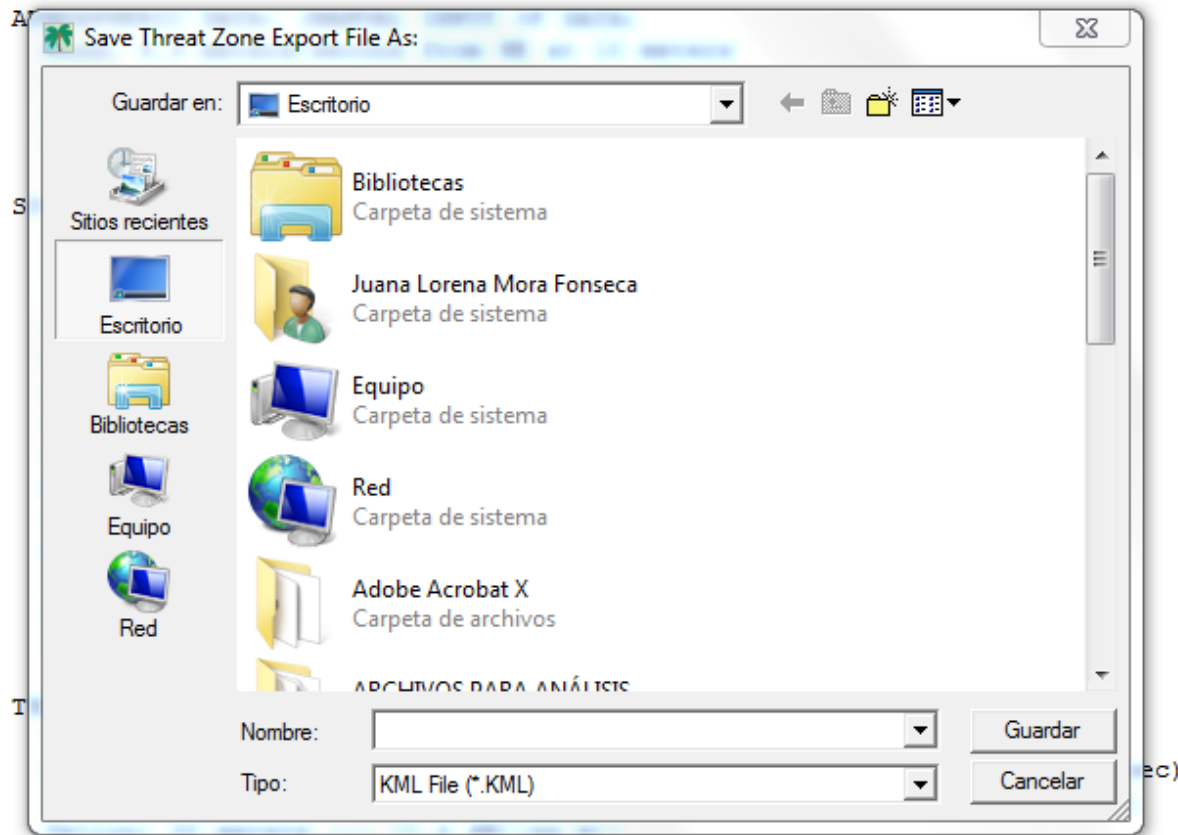 Save Threat Zone Export File As:
Guardar en:
Escritorio
Sitios recientes
Escritorio
Bibliotecas
Equipo
Red
Bibliotecas
Carpeta de sistema
Juana Lorena Mora Fonseca
Carpeta de sistema
Equipo
Carpeta de sistema
Red
Carpeta de sistema
Adobe Acrobat X
Carpeta de archivos
ARCHIVOS PARA ANÁLISIS
Nombre:
Guardar
Tipo:
KML File (*.KML)
Cancelar